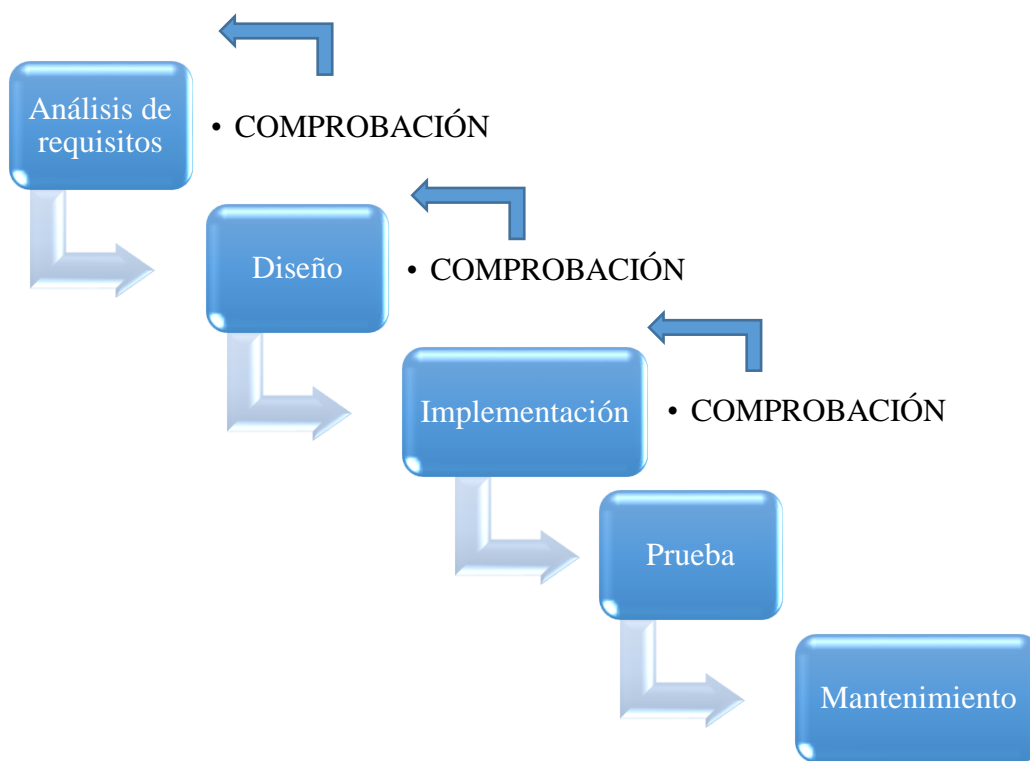 Análisis de
requisitos
• COMPROBACIÓN
Diseño
• COMPROBACIÓN
Implementación
• COMPROBACIÓN
Prueba
Mantenimiento